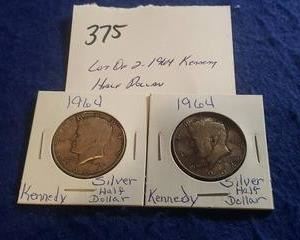 375
Lot Of 2-1964 Kennedy
Half Dollar
1964
Kennedy
Silver
Half
Dollar
1964
Kennedy
Silver
Half
Dollar